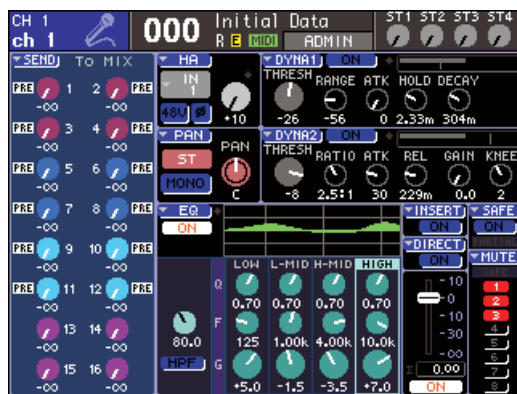 CH 1
ch 1
000 Initial Data
R E MIDI ADMIN
ST1 ST2 ST3 ST4
SEND TO MIX
PRE 1 2 PRE
-∞ -∞
PRE 3 4 PRE
-∞ -∞
PRE 5 6 PRE
-∞ -∞
PRE 7 8 PRE
-∞ -∞
PRE 9 10 PRE
-∞ -∞
PRE 11 12 PRE
-∞ -∞
13 14
-∞ -∞
15 16
-∞ -∞
HA
IN
1
48V Ø
+10
PAN
ST
MONO
PAN
C
DYNA1 ON
THRESH RANGE ATK HOLD DECAY
-26 -56 0 2.33m 304m
DYNA2 ON
THRESH RATIO ATK REL GAIN KNEE
-8 2.5:1 30 229m 0.0 2
EQ
ON
LOW L-MID H-MID HIGH
Q
0.70 0.70 0.70 0.70
F
80.0 125 1.00k 4.00k 10.0k
HPF
G
+5.0 -1.5 -3.5 +7.0
INSERT
ON
DIRECT
ON
-10
-0
-10
-30
-∞
Σ 0.00
ON
SAFE
ON
PARTIAL
MUTE
SAFE
1
2
3
4
5
6
7
8